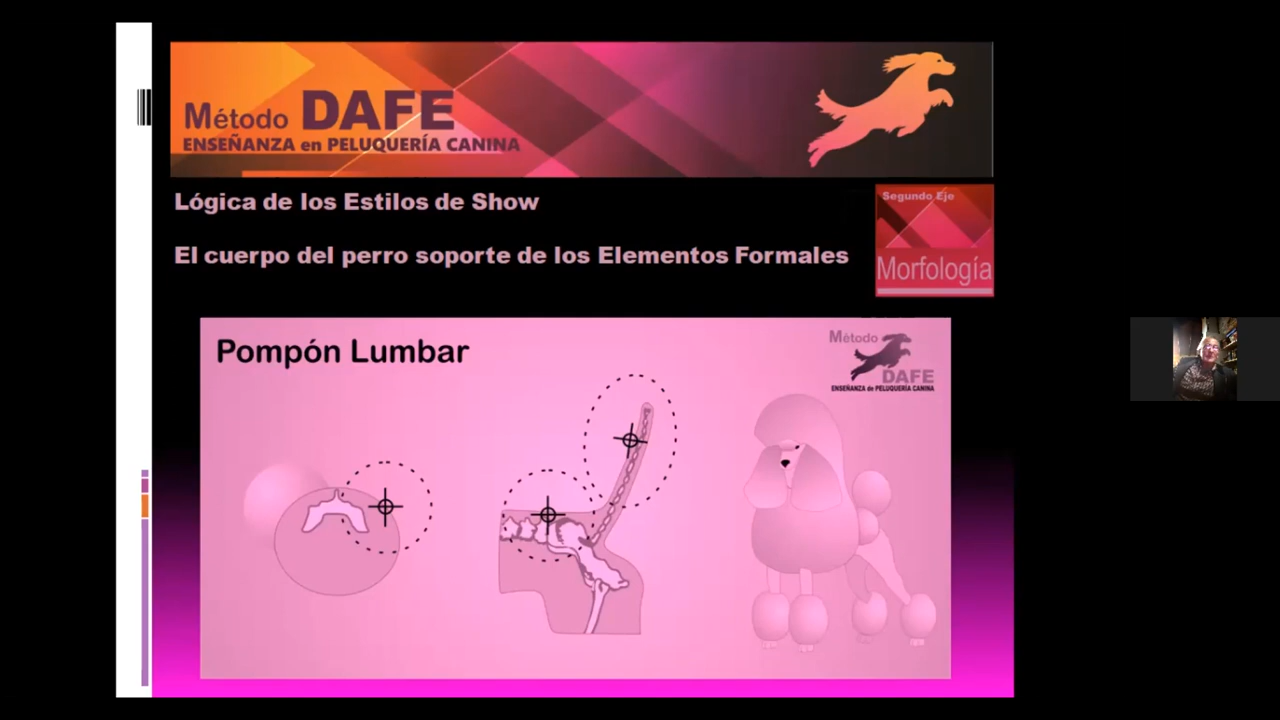 Método DAFE
ENSEÑANZA en PELUQUERÍA CANINA
Lógica de los Estilos de Show
El cuerpo del perro soporte de los Elementos Formales
Segundo Eje
Morfología
Pompón Lumbar
Método
DAFE
ENSEÑANZA de PELUQUERÍA CANINA